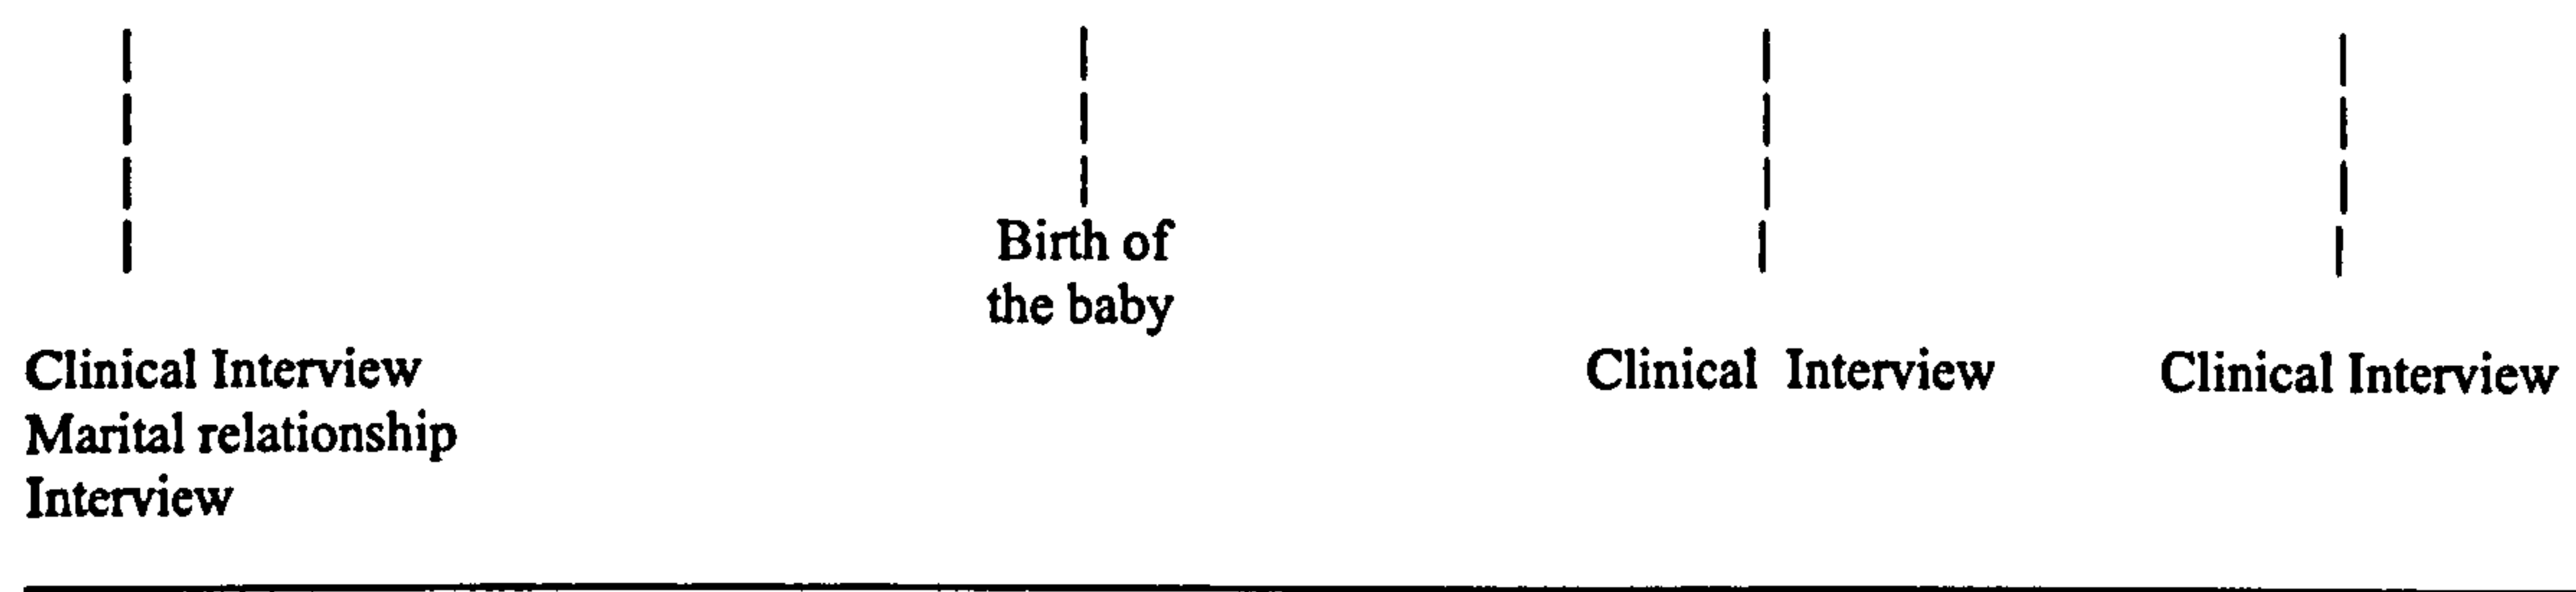 Birth of
the baby
Clinical Interview
Marital relationship
Interview
Clinical Interview
Clinical Interview